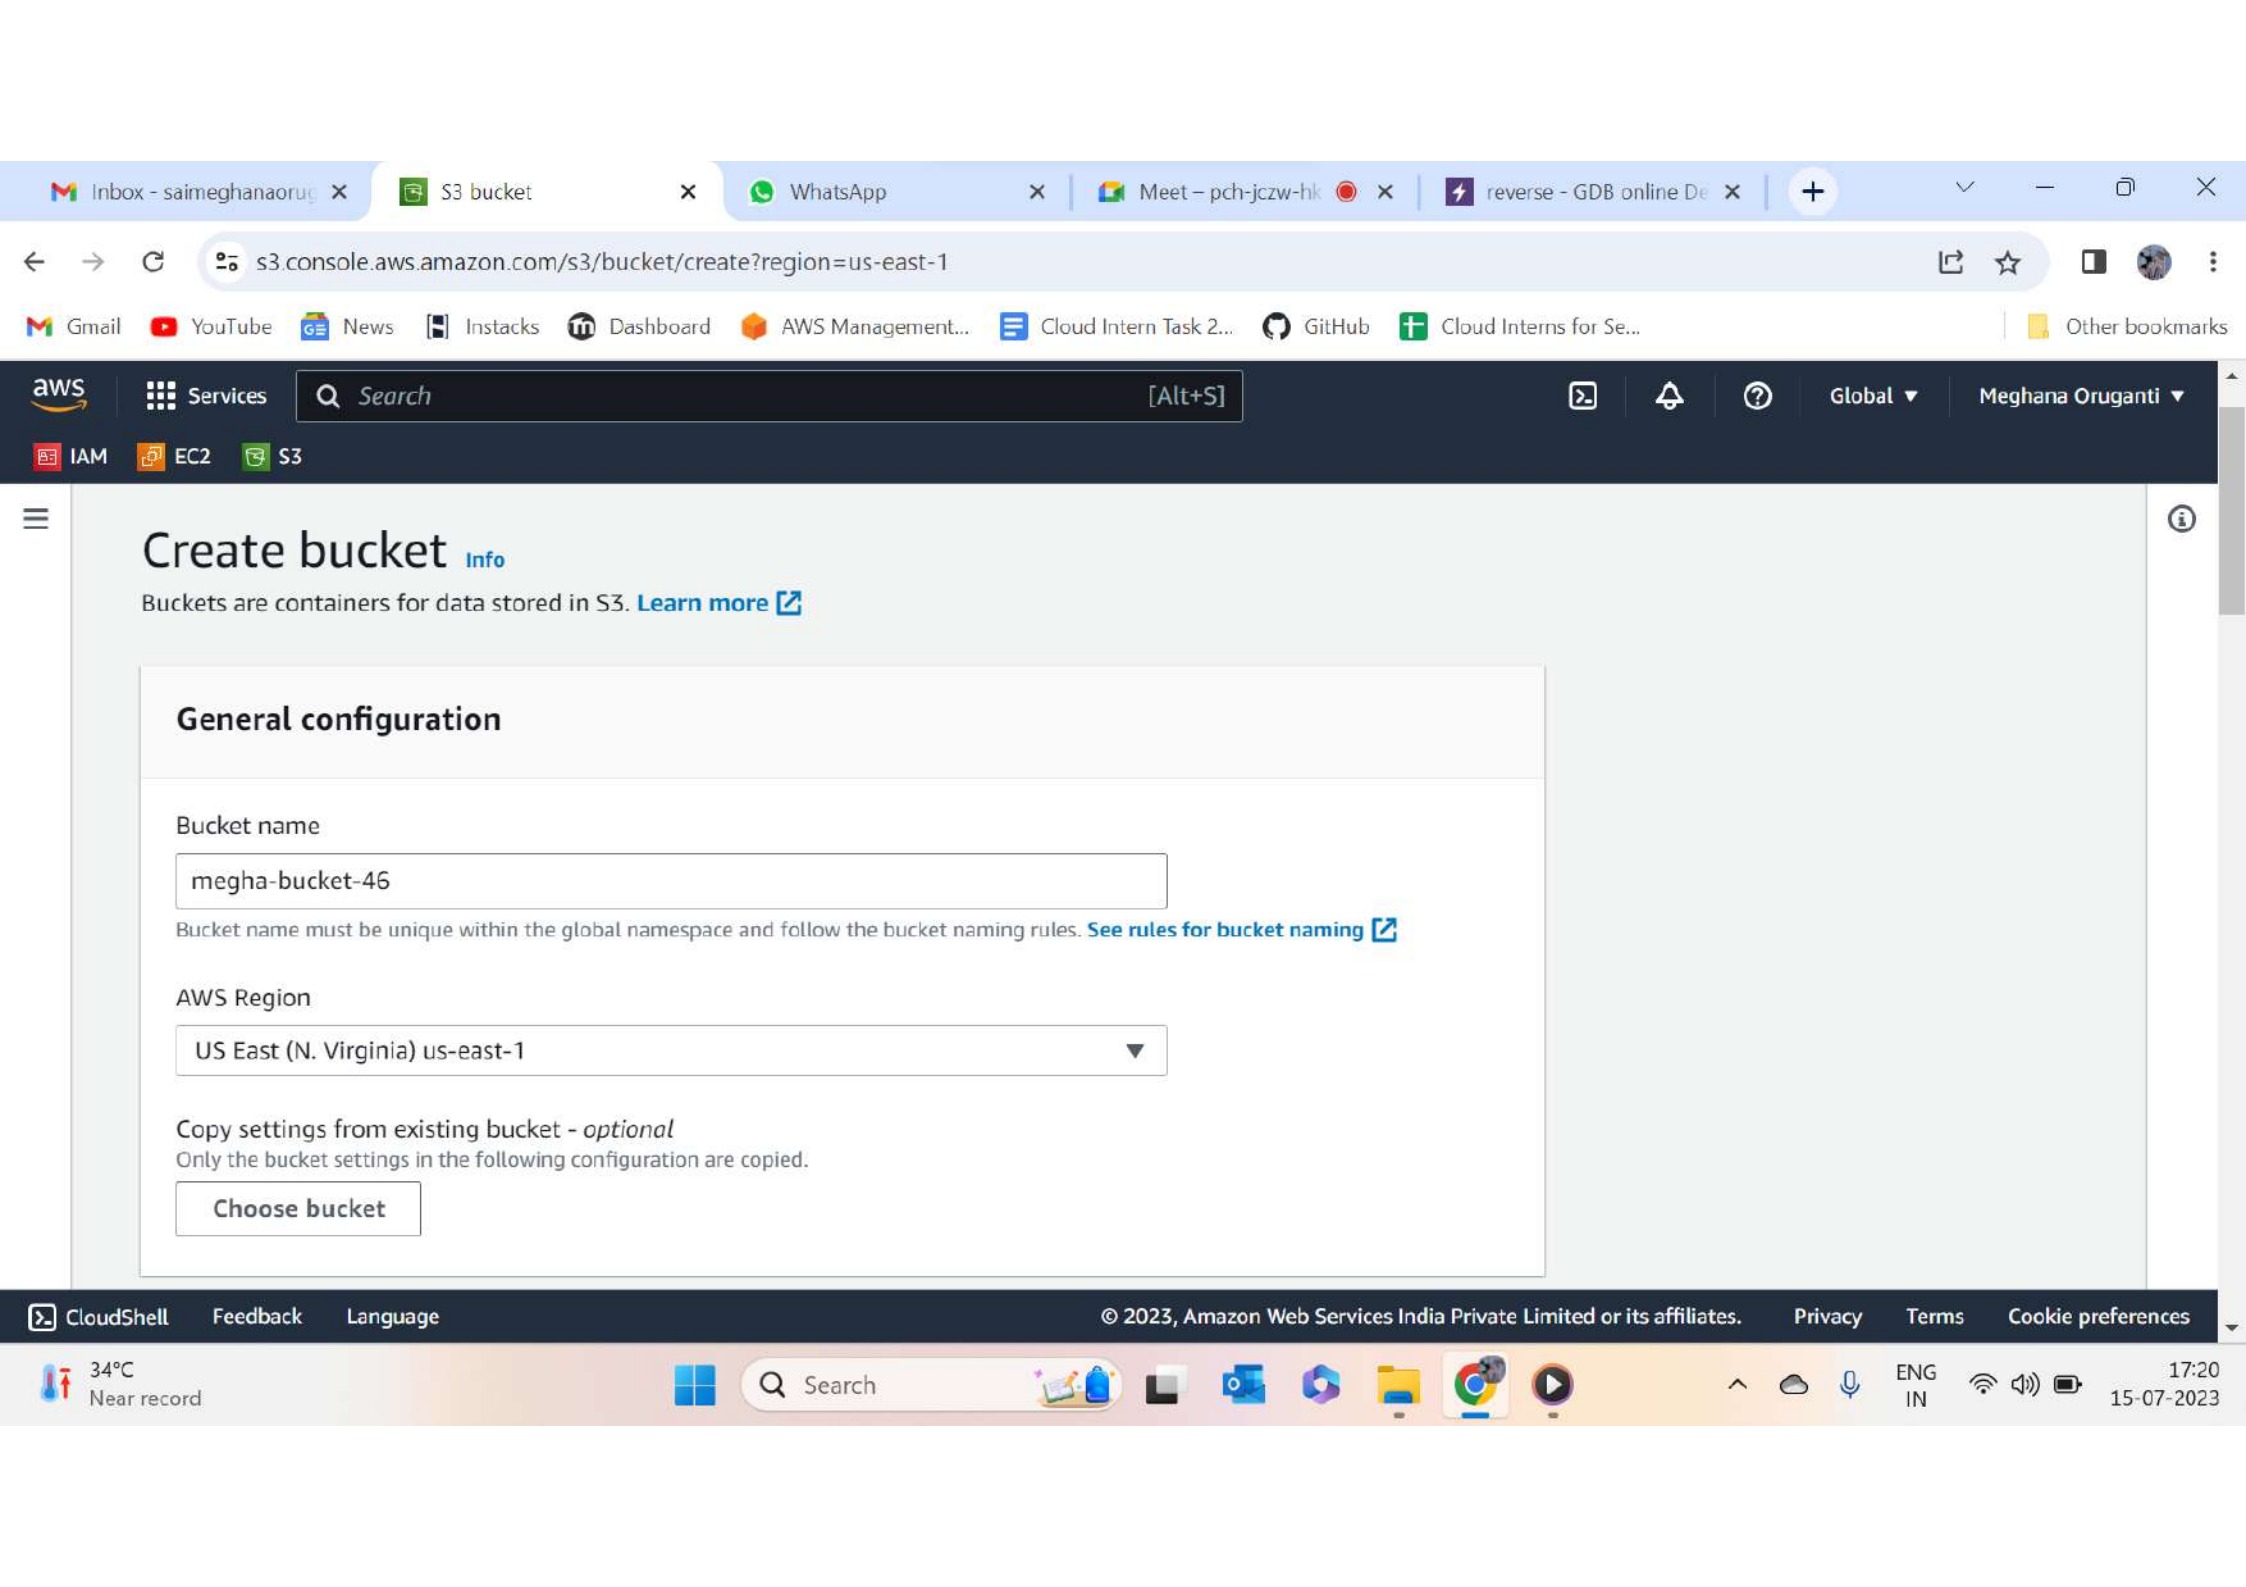 Inbox - saimeghanaorug
S3 bucket
WhatsApp
Meet – pch-jczw-hk
reverse - GDB online De
s3.console.aws.amazon.com/s3/bucket/create?region=us-east-1
Gmail
YouTube
GE
News
Instacks
Dashboard
AWS Management...
Cloud Intern Task 2...
GitHub
Cloud Interns for Se...
Other bookmarks
aws
Services
Search
[Alt+S]
Global
Meghana Oruganti
IAM
EC2
S3
Create bucket Info
Buckets are containers for data stored in S3. Learn more
General configuration
Bucket name
megha-bucket-46
Bucket name must be unique within the global namespace and follow the bucket naming rules. See rules for bucket naming
AWS Region
US East (N. Virginia) us-east-1
Copy settings from existing bucket - optional
Only the bucket settings in the following configuration are copied.
Choose bucket
CloudShell
Feedback
Language
© 2023, Amazon Web Services India Private Limited or its affiliates.
Privacy
Terms
Cookie preferences
34°C
Near record
Search
ENG
IN
17:20
15-07-2023